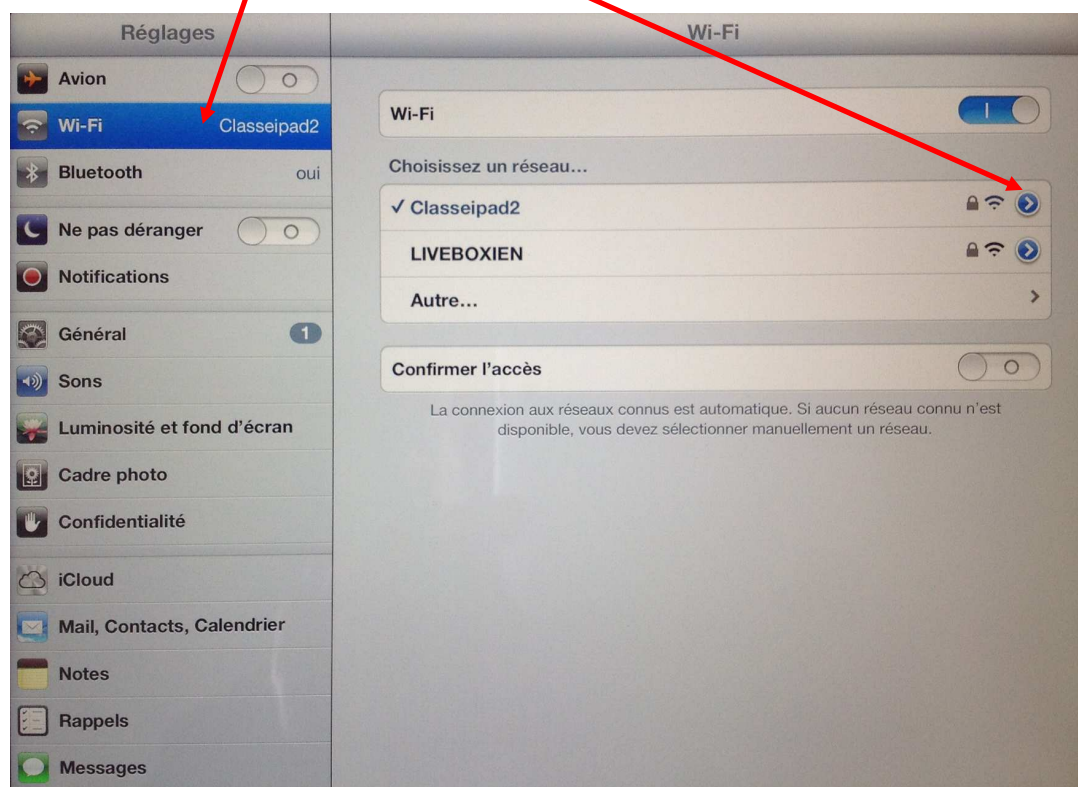 Réglages
Wi-Fi
Avion
Wi-Fi Classeipad2
Bluetooth oui
Ne pas déranger
Notifications
Général 1
Sons
Luminosité et fond d'écran
Cadre photo
Confidentialité
iCloud
Mail, Contacts, Calendrier
Notes
Rappels
Messages
Wi-Fi
Choisissez un réseau...
✓ Classeipad2
LIVEBOXIEN
Autre...
Confirmer l'accès
La connexion aux réseaux connus est automatique. Si aucun réseau connu n'est
disponible, vous devez sélectionner manuellement un réseau.